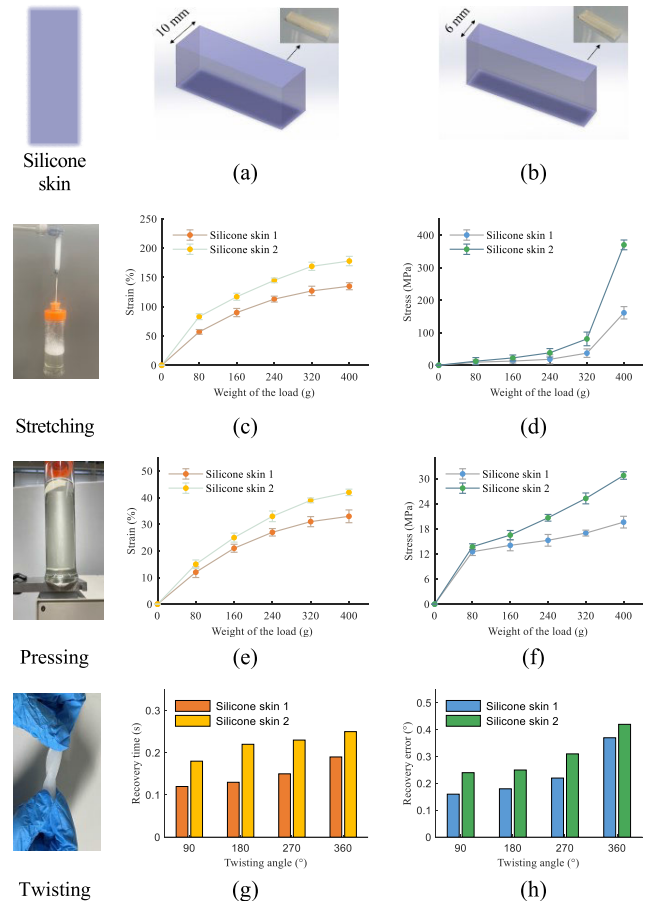 10 mm
6 mm
Silicone
skin
(a)
(b)
250
200
150
100
50
0
Strain (%)
Silicone skin 1
Silicone skin 2
0 80 160 240 320 400
Weight of the load (g)
400
300
200
100
0
Stress (MPa)
Silicone skin 1
Silicone skin 2
0 80 160 240 320 400
Weight of the load (g)
Stretching
(c)
(d)
50
40
30
20
10
0
Strain (%)
Silicone skin 1
Silicone skin 2
0 80 160 240 320 400
Weight of the load (g)
30
24
18
12
6
0
Stress (MPa)
Silicone skin 1
Silicone skin 2
0 80 160 240 320 400
Weight of the load (g)
Pressing
(e)
(f)
0.3
0.2
0.1
0
Recovery time (s)
Silicone skin 1
Silicone skin 2
90 180 270 360
Twisting angle (°)
0.5
0.4
0.3
0.2
0.1
0
Recovery error (°)
Silicone skin 1
Silicone skin 2
90 180 270 360
Twisting angle (°)
Twisting
(g)
(h)